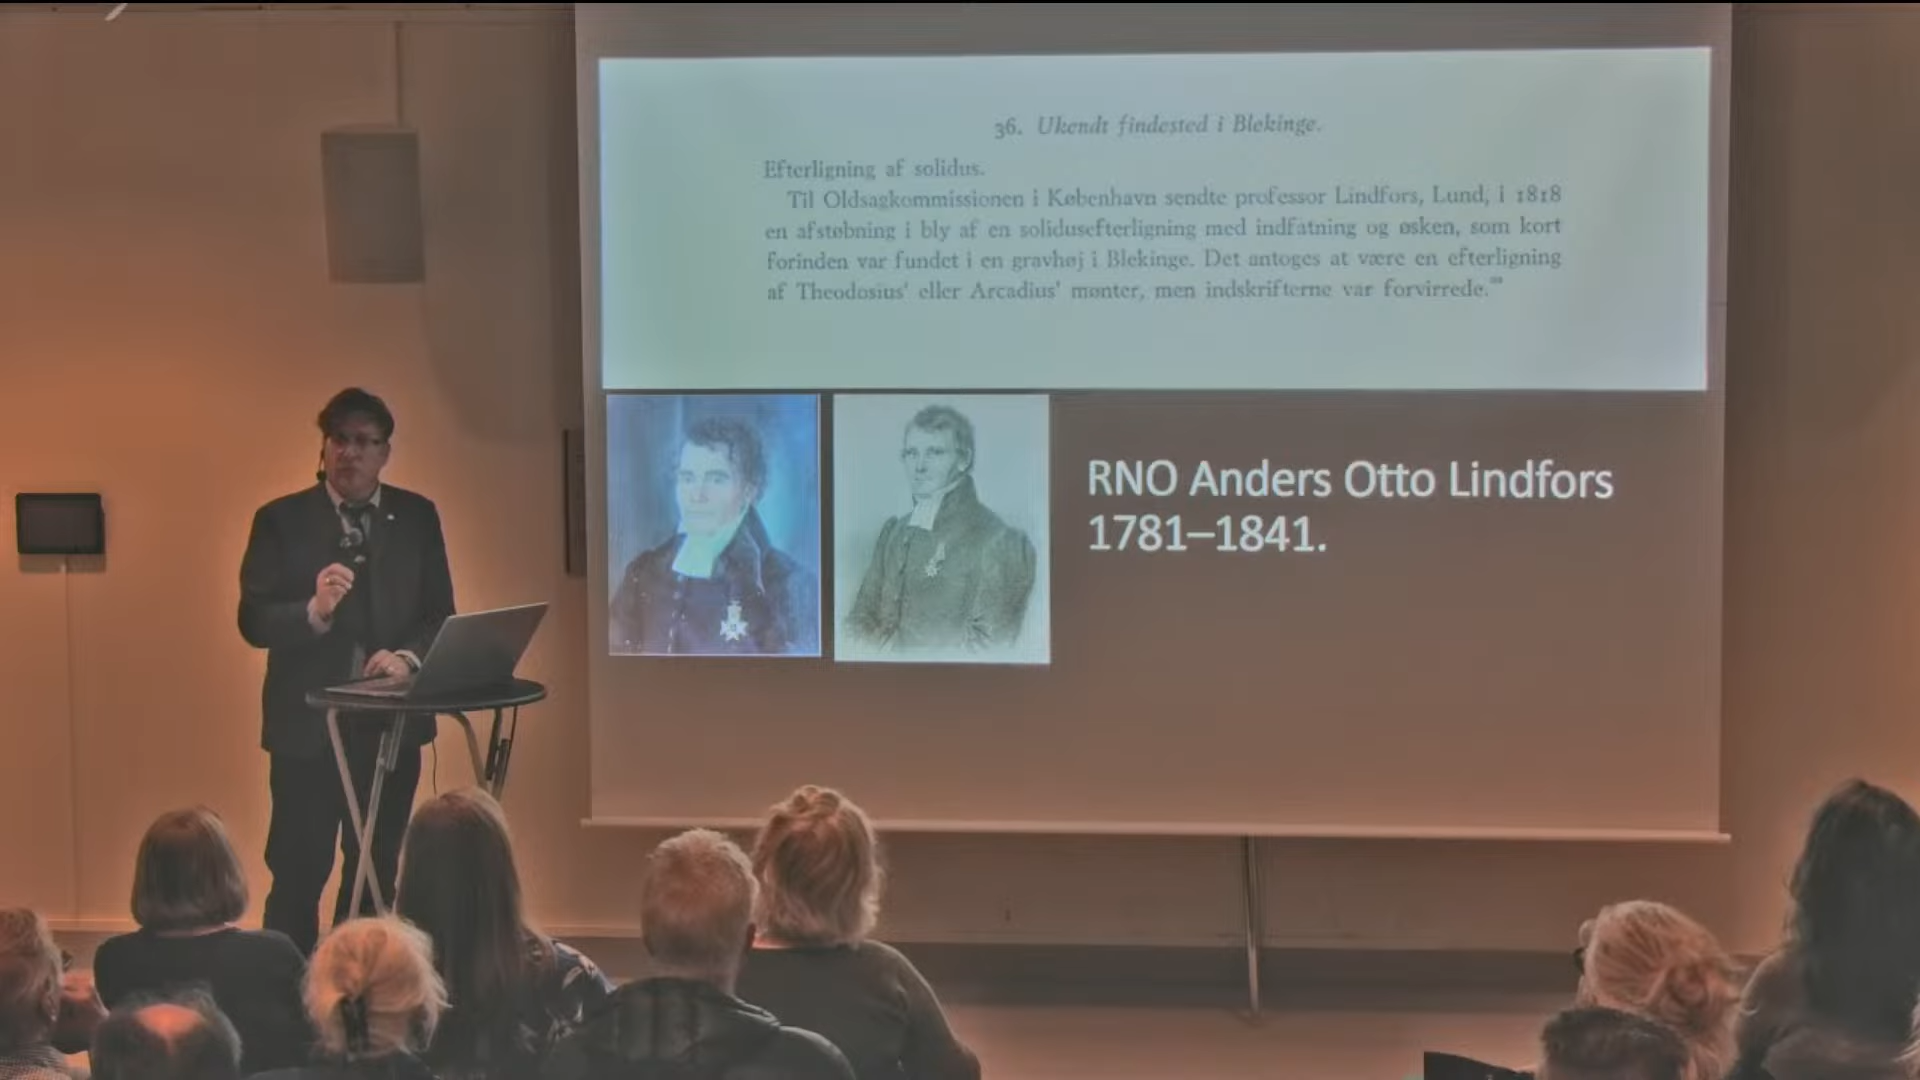 36. Ukendt findested i Blekinge.
Efterligning af solidus.
Til Oldsagkommissionen i København sendte professor Lindfors, Lund, i 1818
en afstøbning i bly af en solidusefterligning med indfatning og øsken, som kort
forinden var fundet i en gravhøj i Blekinge. Det antoges at være en efterligning
af Theodosius' eller Arcadius' mønter, men indskrifterne var forvirrede.
RNO Anders Otto Lindfors
1781–1841.